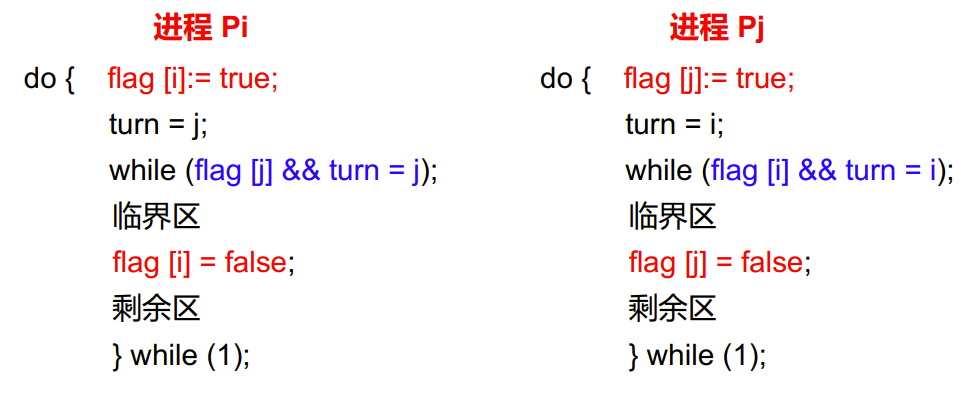 进程 Pi
do { flag [i]:= true;
turn = j;
while (flag [j] && turn = j);
临界区
flag [i] = false;
剩余区
} while (1);
进程 Pj
do { flag [j]:= true;
turn = i;
while (flag [i] && turn = i);
临界区
flag [j] = false;
剩余区
} while (1);